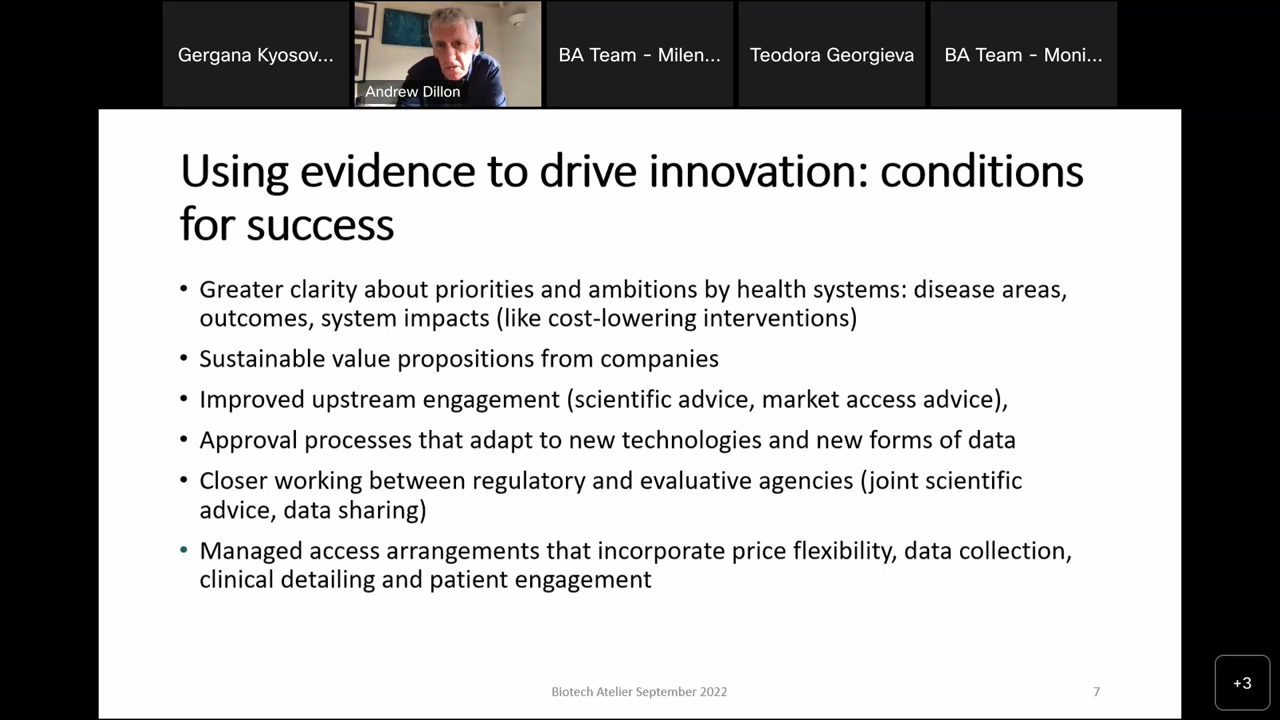 Gergana Kyosov...
Andrew Dillon
BA Team - Milen...
Teodora Georgieva
BA Team - Moni...
Using evidence to drive innovation: conditions
for success
• Greater clarity about priorities and ambitions by health systems: disease areas,
outcomes, system impacts (like cost-lowering interventions)
• Sustainable value propositions from companies
• Improved upstream engagement (scientific advice, market access advice),
• Approval processes that adapt to new technologies and new forms of data
• Closer working between regulatory and evaluative agencies (joint scientific
advice, data sharing)
• Managed access arrangements that incorporate price flexibility, data collection,
clinical detailing and patient engagement
Biotech Atelier September 2022
7
+3